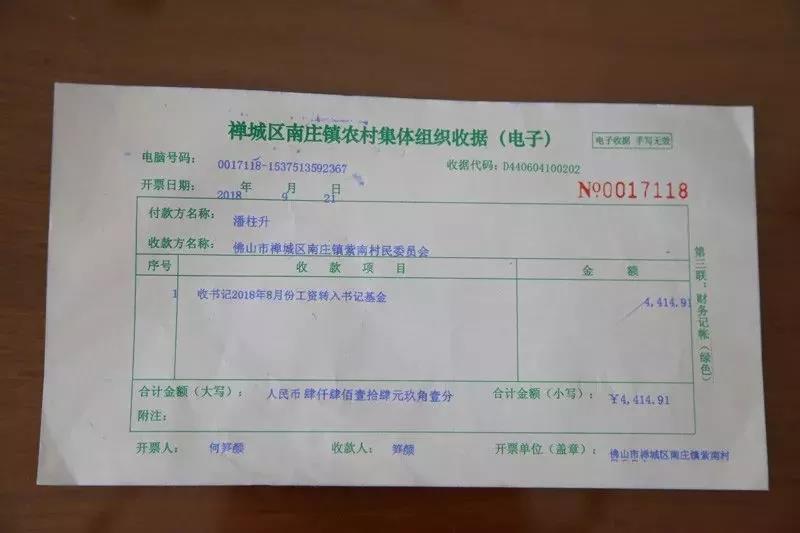 禅城区南庄镇农村集体组织收据（电子）
电子收据 手写无效
电脑号码： 0017118-1537513592367 收据代码：D440604100202
开票日期： 2018 年 9 月 21 日 №0017118
付款方名称： 潘柱升
收款方名称： 佛山市禅城区南庄镇紫南村民委员会
序号 收 款 项 目 金 额
1 收书记2018年8月份工资转入书记基金 4,414.91
合计金额（大写）： 人民币 肆仟肆佰壹拾肆元玖角壹分 合计金额（小写）： ￥4,414.91
附注：
开票人： 何笋颜 收款人： 笋颜 开票单位（盖章）： 佛山市禅城区南庄镇紫南村
第三联：财务记帐（绿色）